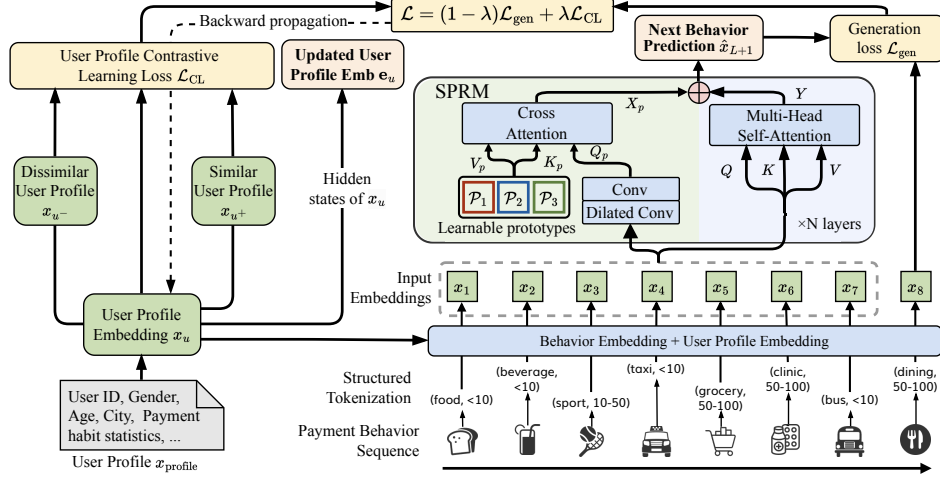 Backward propagation
ℒ = (1 − λ)ℒgen + λℒCL
User Profile Contrastive
Learning Loss ℒCL
Updated User
Profile Emb eu
Next Behavior
Prediction x̂L+1
Generation
loss ℒgen
SPRM
Xp
Y
Cross
Attention
Multi-Head
Self-Attention
Vp
Kp
Qp
Q
K
V
Dissimilar
User Profile
xu−
Similar
User Profile
xu+
Hidden
states of xu
𝒫1
𝒫2
𝒫3
Learnable prototypes
Conv
Dilated Conv
×N layers
Input
Embeddings
x1
x2
x3
x4
x5
x6
x7
x8
User Profile
Embedding xu
Behavior Embedding + User Profile Embedding
Structured
Tokenization
(food, <10)
(beverage,
<10)
(sport, 10-50)
(taxi, <10)
(grocery,
50-100)
(clinic,
50-100)
(bus, <10)
(dining,
50-100)
User ID, Gender,
Age, City, Payment
habit statistics, ...
User Profile xprofile
Payment Behavior
Sequence